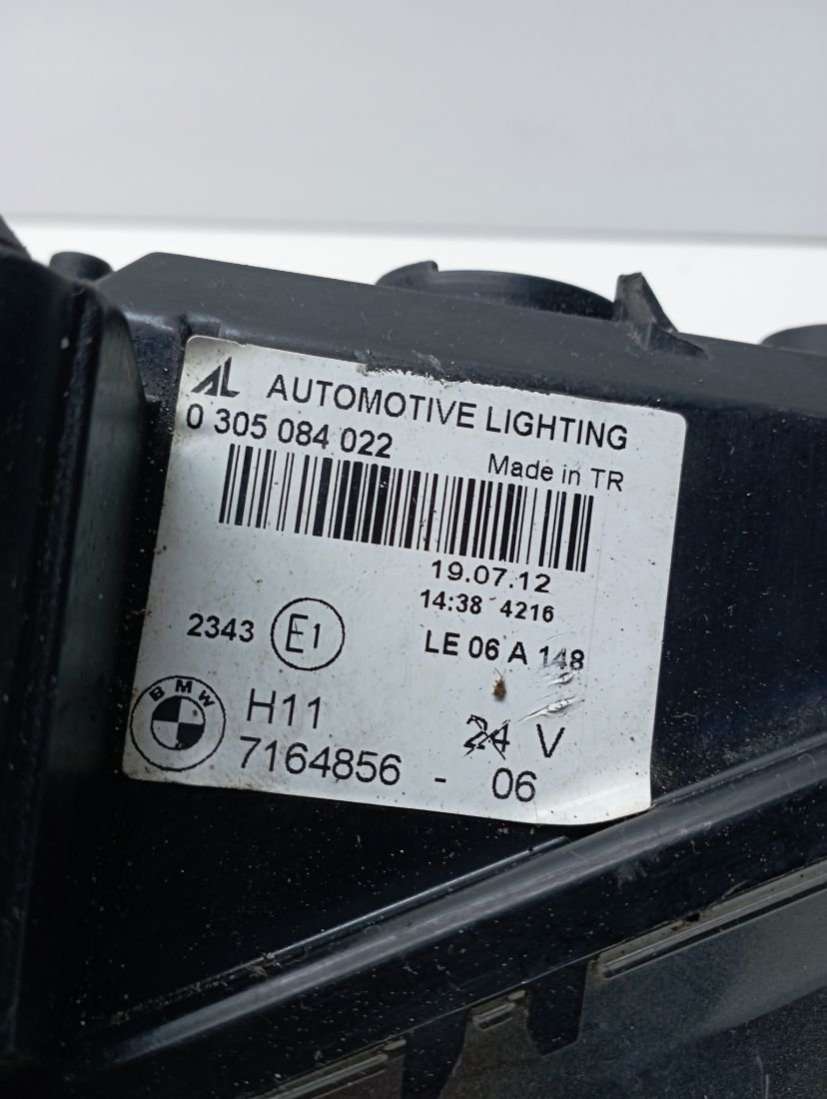 AL AUTOMOTIVE LIGHTING
0 305 084 022
Made in TR
19.07.12
14:38 4216
2343 E1
LE 06 A 148
BMW
H11
24 V
7164856 - 06